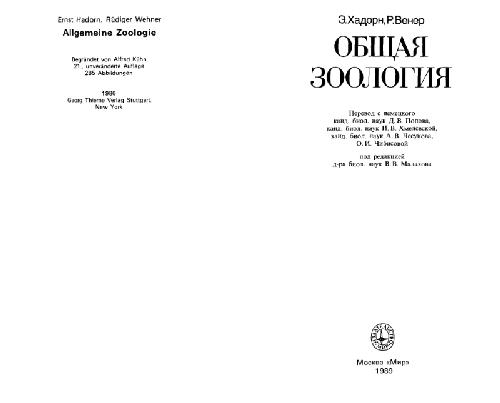 Ernst Hadorn, Rüdiger Wehner
Allgemeine Zoologie
Begründet von Alfred Kühn
21., unveränderte Auflage
285 Abbildungen
1986
Georg Thieme Verlag Stuttgart
New York
Э.Хадорн,Р.Венер
ОБЩАЯ
ЗООЛОГИЯ
Перевод с немецкого
канд. биол. наук Д. В. Попова,
канд. биол. наук И. В. Хмелевской,
канд. биол. наук А. В. Чесунова,
О. И. Чибисовой
под редакцией
д-ра биол. наук В. В. Малахова
Москва «Мир»
1989